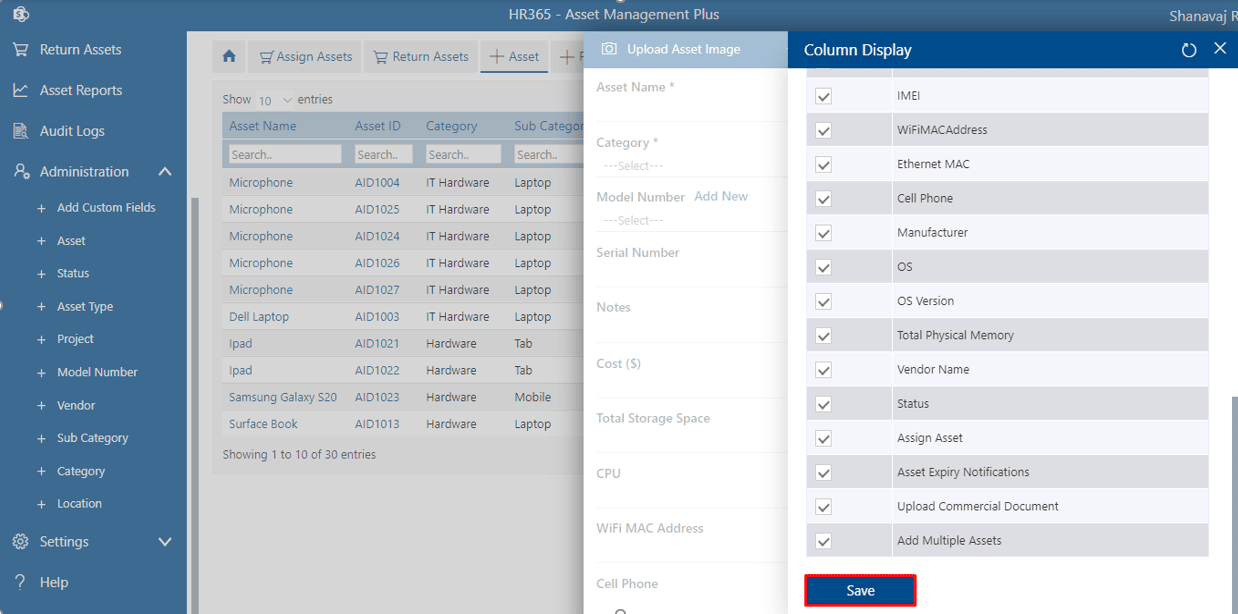 HR365 - Asset Management Plus
Shanavaj R
Return Assets
Asset Reports
Audit Logs
Administration
+ Add Custom Fields
+ Asset
+ Status
+ Asset Type
+ Project
+ Model Number
+ Vendor
+ Sub Category
+ Category
+ Location
Settings
? Help
Assign Assets
Return Assets
+ Asset
+
Show 10 entries
Asset Name Asset ID Category Sub Categor
Search.. Search.. Search.. Search..
Microphone AID1004 IT Hardware Laptop
Microphone AID1025 IT Hardware Laptop
Microphone AID1024 IT Hardware Laptop
Microphone AID1026 IT Hardware Laptop
Microphone AID1027 IT Hardware Laptop
Dell Laptop AID1003 IT Hardware Laptop
Ipad AID1021 Hardware Tab
Ipad AID1022 Hardware Tab
Samsung Galaxy S20 AID1023 Hardware Mobile
Surface Book AID1013 Hardware Laptop
Showing 1 to 10 of 30 entries
Upload Asset Image
Asset Name *
Category *
---Select---
Model Number Add New
---Select---
Serial Number
Notes
Cost ($)
Total Storage Space
CPU
WiFi MAC Address
Cell Phone
Column Display
IMEI
WiFiMACAddress
Ethernet MAC
Cell Phone
Manufacturer
OS
OS Version
Total Physical Memory
Vendor Name
Status
Assign Asset
Asset Expiry Notifications
Upload Commercial Document
Add Multiple Assets
Save